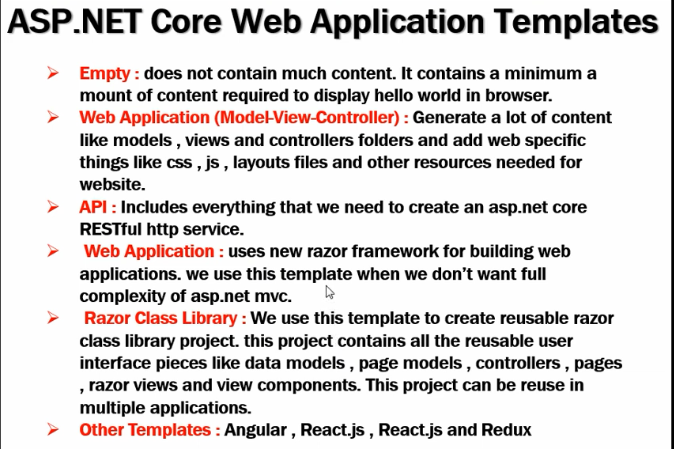 ASP.NET Core Web Application Templates
Empty : does not contain much content. It contains a minimum a
mount of content required to display hello world in browser.
Web Application (Model-View-Controller) : Generate a lot of content
like models , views and controllers folders and add web specific
things like css , js , layouts files and other resources needed for
website.
API : Includes everything that we need to create an asp.net core
RESTful http service.
Web Application : uses new razor framework for building web
applications. we use this template when we don't want full
complexity of asp.net mvc.
Razor Class Library : We use this template to create reusable razor
class library project. this project contains all the reusable user
interface pieces like data models , page models , controllers , pages
, razor views and view components. This project can be reuse in
multiple applications.
Other Templates : Angular , React.js , React.js and Redux